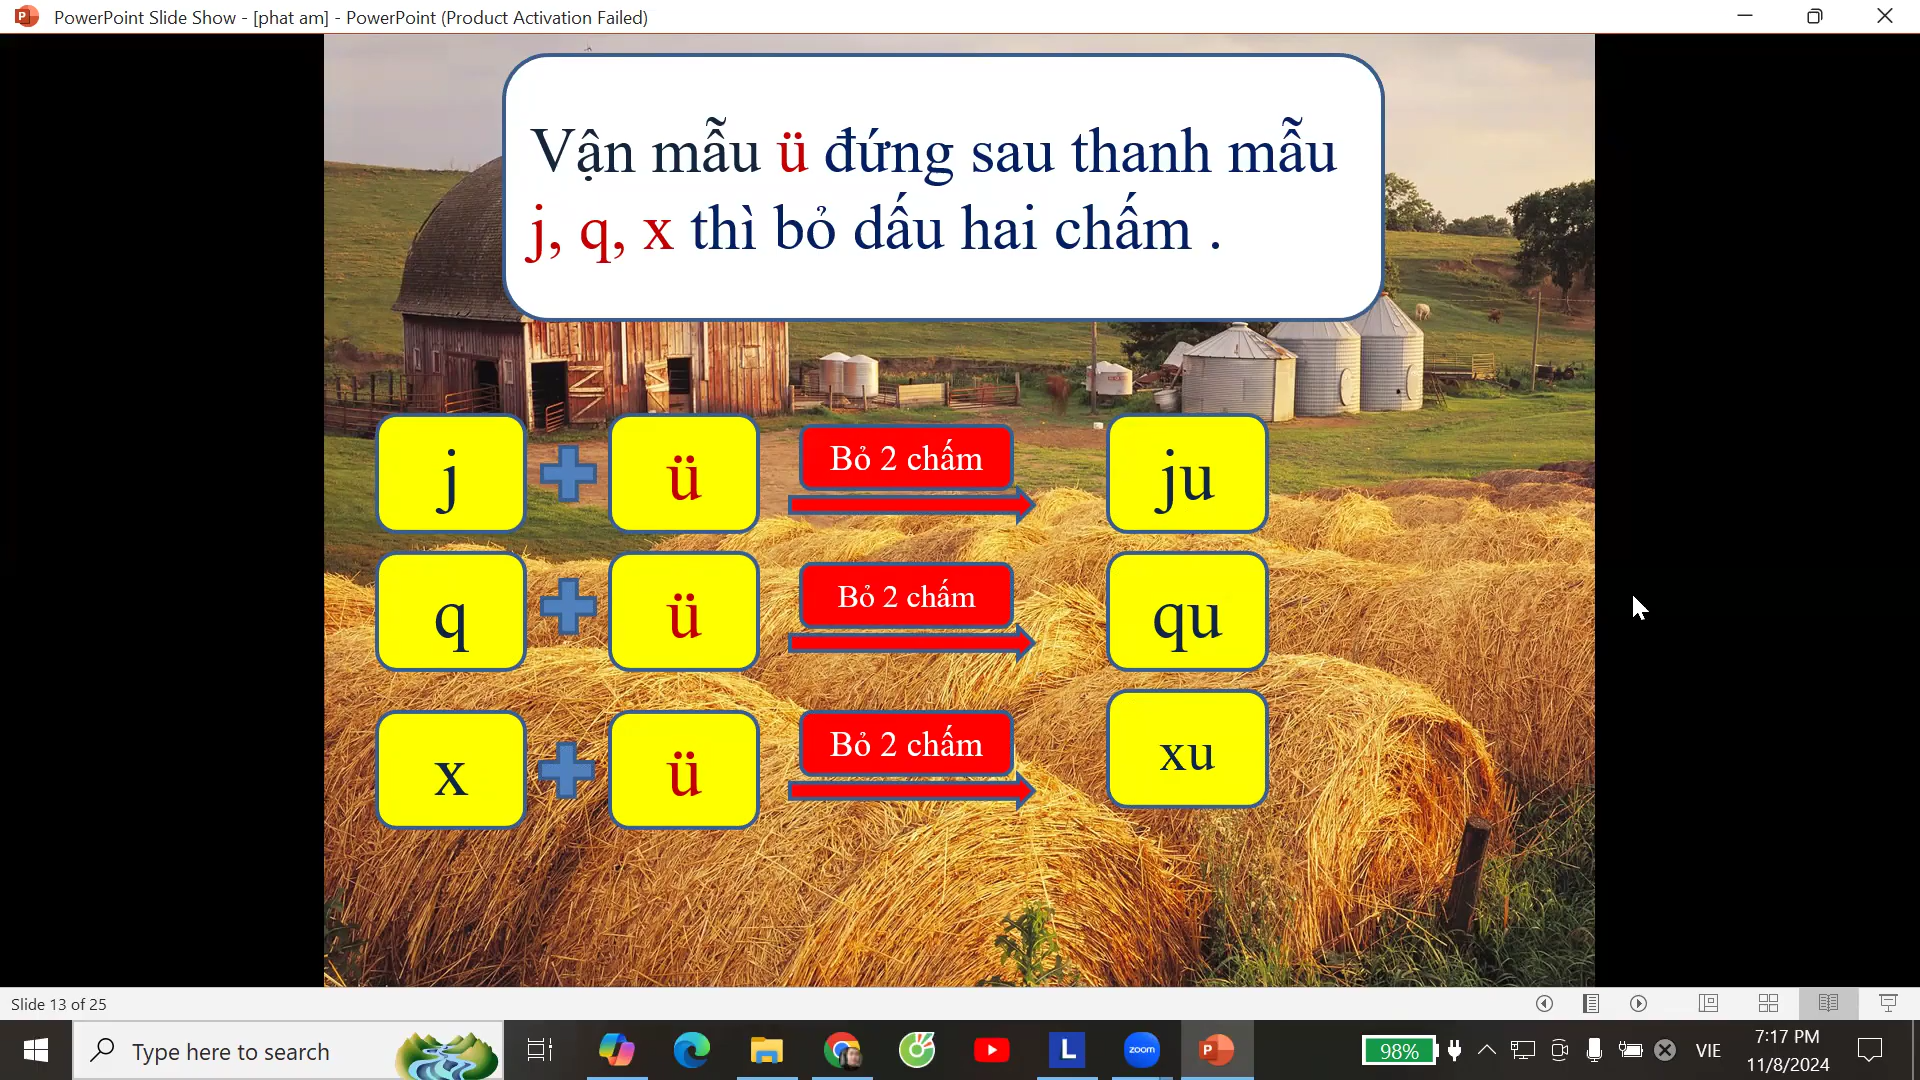 PowerPoint Slide Show - [phat am] - PowerPoint (Product Activation Failed)
Vận mẫu ü đứng sau thanh mẫu
j, q, x thì bỏ dấu hai chấm .
j
ü
Bỏ 2 chấm
ju
q
ü
Bỏ 2 chấm
qu
x
ü
Bỏ 2 chấm
xu
Slide 13 of 25
Type here to search
L
zoom
98%
VIE
7:17 PM
11/8/2024